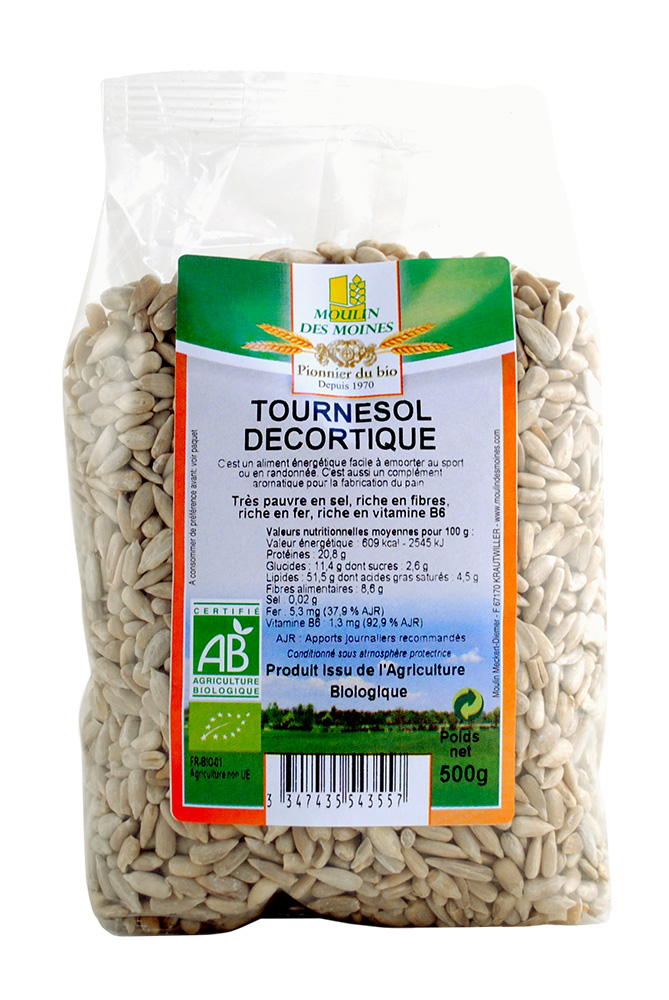 MOULIN
DES MOINES
Pionnier du bio
Depuis 1970
TOURNESOL
DECORTIQUE
C'est un aliment énergétique facile à emporter au sport
ou en randonnée. C'est aussi un complément
aromatique pour la fabrication du pain
Très pauvre en sel, riche en fibres,
riche en fer, riche en vitamine B6
Valeurs nutritionnelles moyennes pour 100 g :
Valeur énergétique : 609 kcal - 2545 kJ
Protéines : 20,8 g
Glucides : 11,4 g dont sucres : 2,6 g
Lipides : 51,5 g dont acides gras saturés : 4,5 g
Fibres alimentaires : 8,6 g
Sel : 0,02 g
Fer : 5,3 mg (37,9 % AJR)
Vitamine B6 : 1,3 mg (92,9 % AJR)
AJR : Apports journaliers recommandés
Conditionné sous atmosphère protectrice
Produit Issu de l'Agriculture
Biologique
A consommer de préférence avant: voir paquet
Moulin Meckert-Diemer - F. 67170 KRAUTWILLER - www.moulindesmoines.com
CERTIFIÉ
AB
AGRICULTURE
BIOLOGIQUE
FR-BIO-01
Agriculture non UE
Poids
net
500g
3 347435 543557